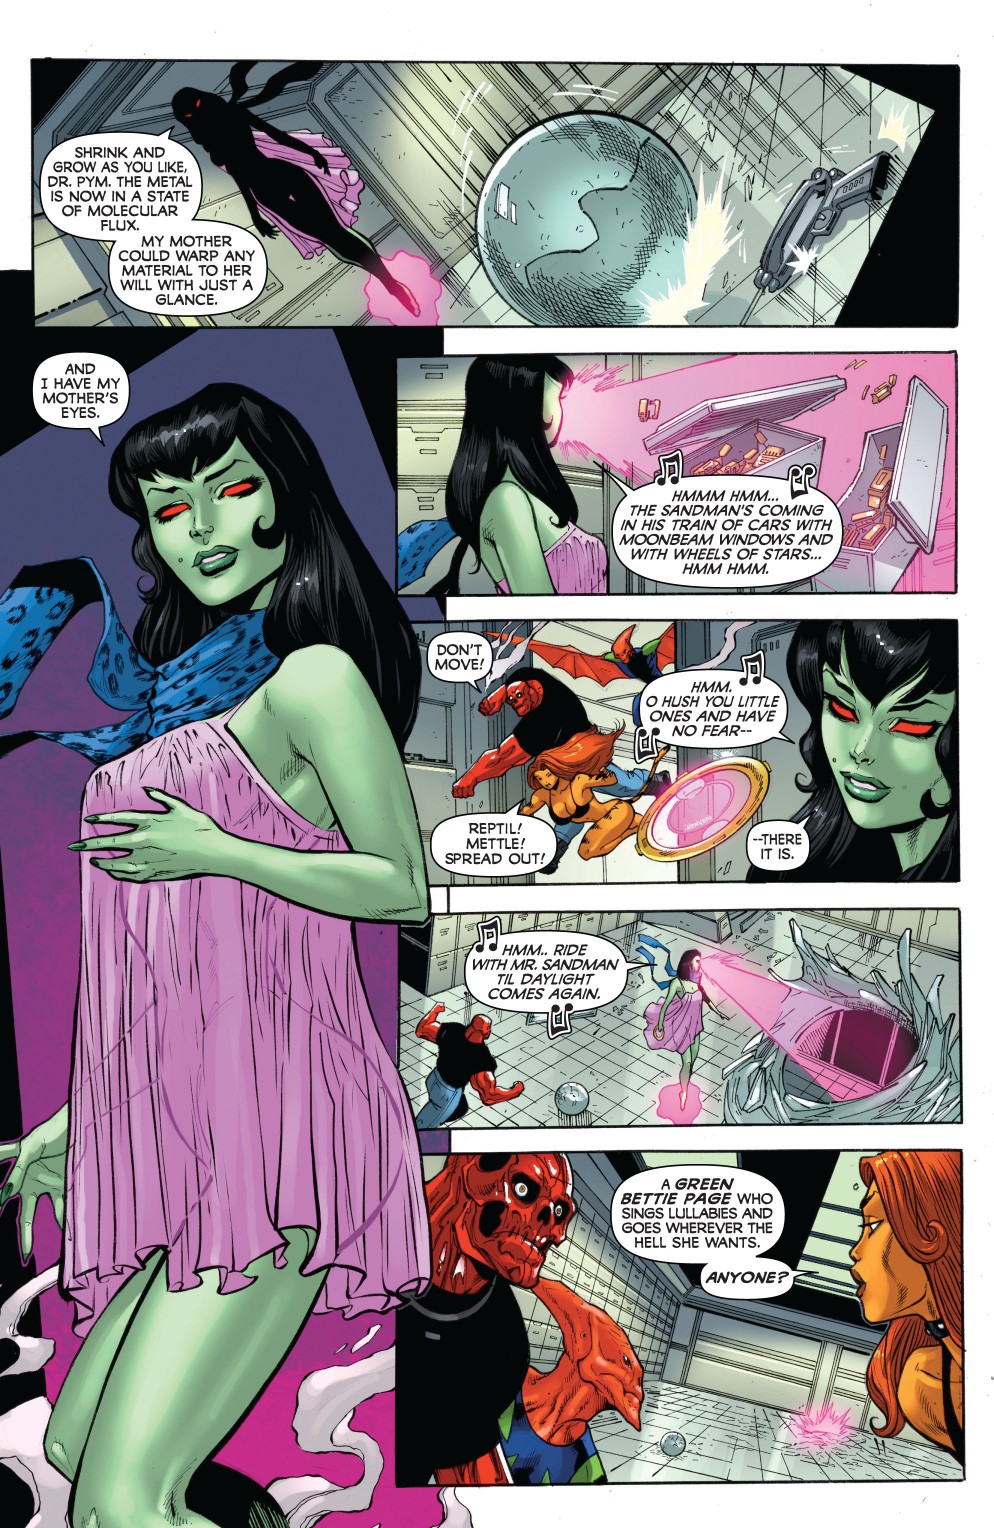 SHRINK AND
GROW AS YOU LIKE,
DR. PYM. THE METAL
IS NOW IN A STATE
OF MOLECULAR
FLUX.
MY MOTHER
COULD WARP ANY
MATERIAL TO HER
WILL WITH JUST A
GLANCE.
AND
I HAVE MY
MOTHER'S
EYES.
HMMM HMM...
THE SANDMAN'S COMING
IN HIS TRAIN OF CARS WITH
MOONBEAM WINDOWS AND
WITH WHEELS OF STARS...
HMM HMM.
DON'T
MOVE!
REPTIL!
METTLE!
SPREAD OUT!
HMM.
O HUSH YOU LITTLE
ONES AND HAVE
NO FEAR--
--THERE
IT IS.
HMM.. RIDE
WITH MR. SANDMAN
TIL DAYLIGHT
COMES AGAIN.
A GREEN
BETTIE PAGE WHO
SINGS LULLABIES AND
GOES WHEREVER THE
HELL SHE WANTS.
ANYONE?